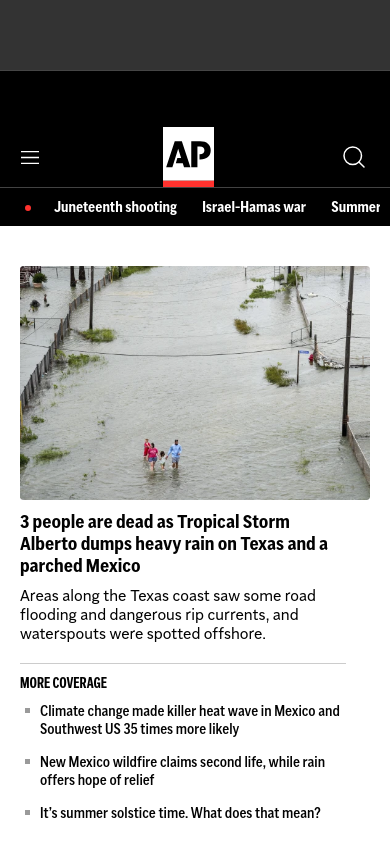 AP
Juneteenth shooting Israel-Hamas war Summer
3 people are dead as Tropical Storm
Alberto dumps heavy rain on Texas and a
parched Mexico
Areas along the Texas coast saw some road
flooding and dangerous rip currents, and
waterspouts were spotted offshore.
MORE COVERAGE
Climate change made killer heat wave in Mexico and
Southwest US 35 times more likely
New Mexico wildfire claims second life, while rain
offers hope of relief
It’s summer solstice time. What does that mean?